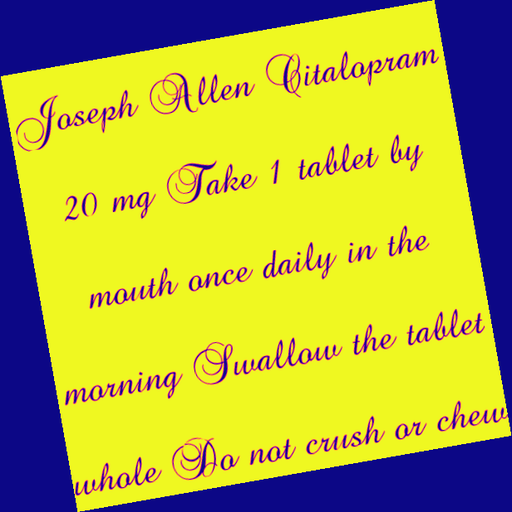 Joseph Allen Citalopram
20 mg Take 1 tablet by
mouth once daily in the
morning Swallow the tablet
whole Do not crush or chew